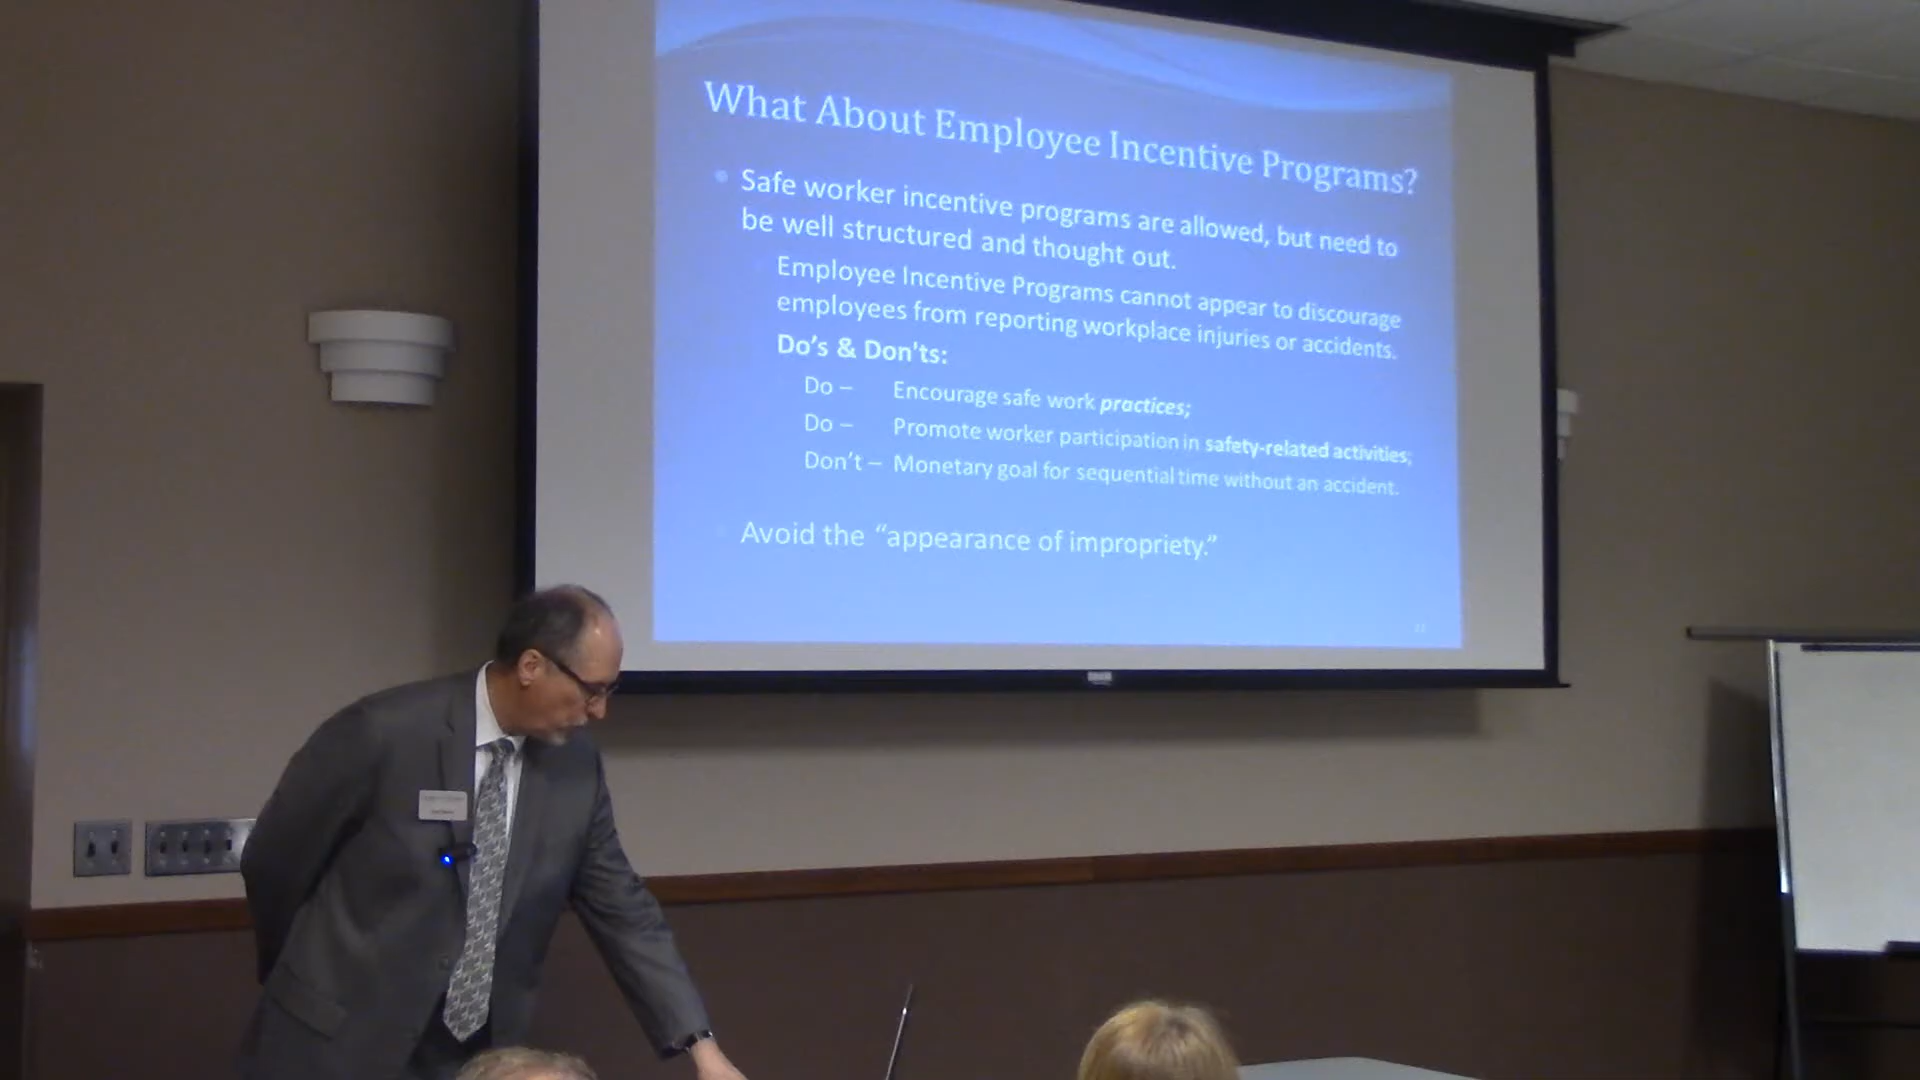 What About Employee Incentive Programs?
Safe worker incentive programs are allowed, but need to
be well structured and thought out.
Employee Incentive Programs cannot appear to discourage
employees from reporting workplace injuries or accidents.
Do's & Don'ts:
Do – Encourage safe work practices;
Do – Promote worker participation in safety-related activities;
Don't – Monetary goal for sequential time without an accident.
Avoid the “appearance of impropriety.”